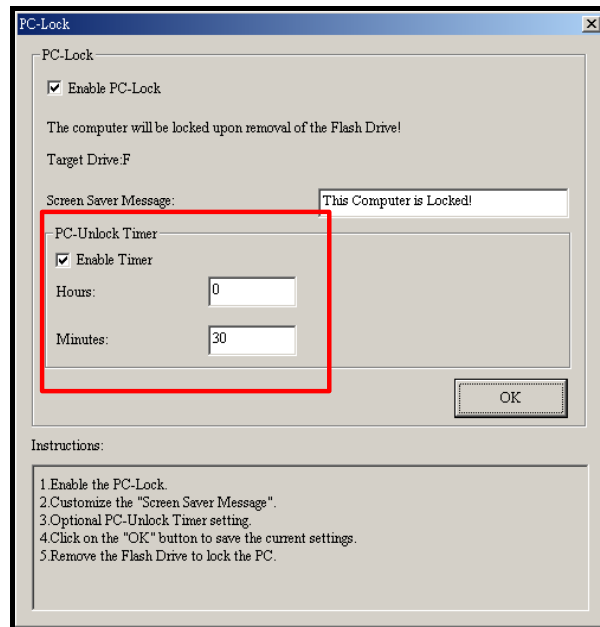 PC-Lock
PC-Lock
Enable PC-Lock
The computer will be locked upon removal of the Flash Drive!
Target Drive:F
Screen Saver Message: This Computer is Locked!
PC-Unlock Timer
Enable Timer
Hours: 0
Minutes: 30
OK
Instructions:
1.Enable the PC-Lock.
2.Customize the "Screen Saver Message".
3.Optional PC-Unlock Timer setting.
4.Click on the "OK" button to save the current settings.
5.Remove the Flash Drive to lock the PC.